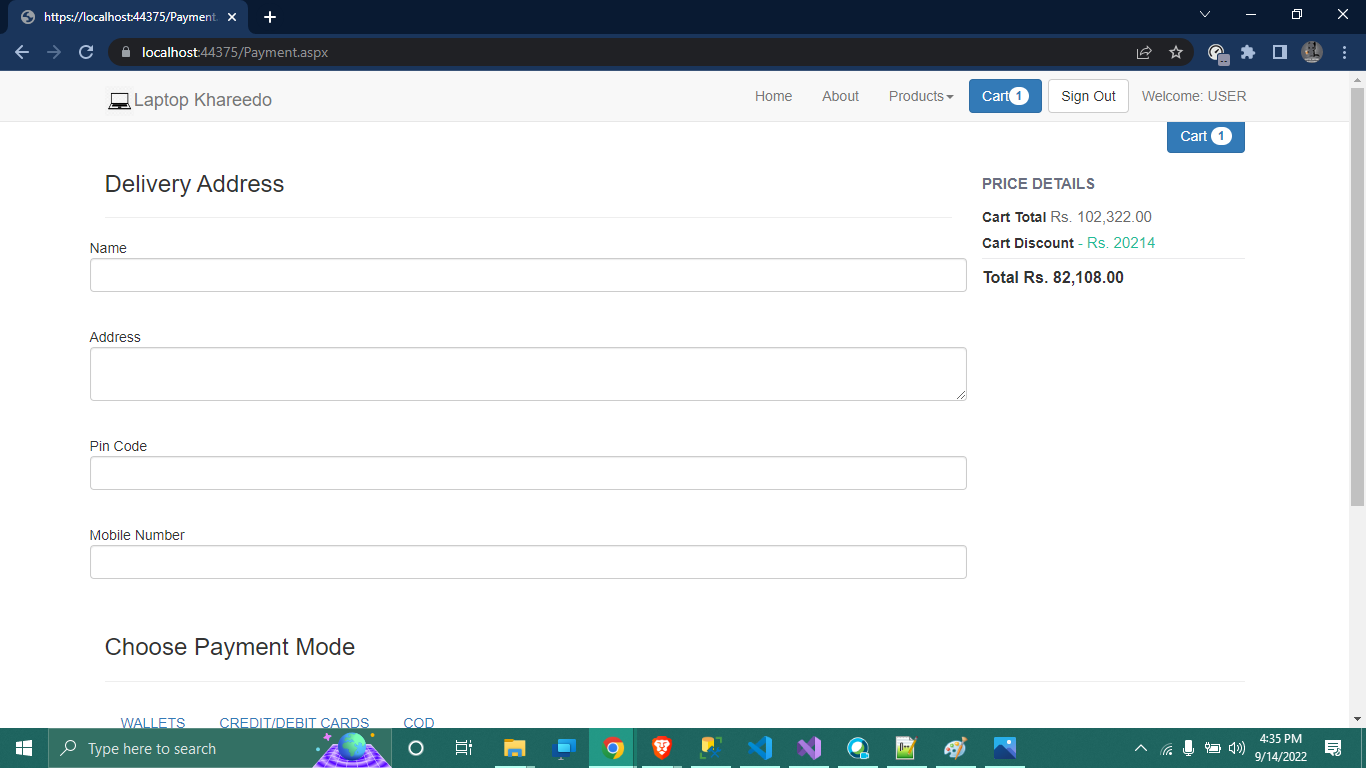 https://localhost:44375/Payment.
localhost:44375/Payment.aspx
Laptop Khareedo
Home About Products Cart 1 Sign Out Welcome: USER
Cart 1
Delivery Address
PRICE DETAILS
Cart Total Rs. 102,322.00
Cart Discount - Rs. 20214
Total Rs. 82,108.00
Name
Address
Pin Code
Mobile Number
Choose Payment Mode
WALLETS CREDIT/DEBIT CARDS COD
Type here to search
4:35 PM
9/14/2022